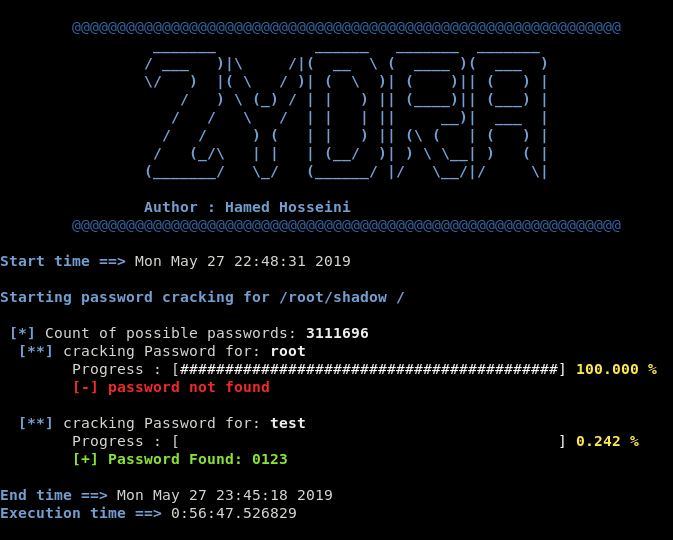 @@@@@@@@@@@@@@@@@@@@@@@@@@@@@@@@@@@@@@@@@@@@@@@@@@@@@@@@@@@@@
ZYDRA
Author : Hamed Hosseini
@@@@@@@@@@@@@@@@@@@@@@@@@@@@@@@@@@@@@@@@@@@@@@@@@@@@@@@@@@@@@
Start time ==> Mon May 27 22:48:31 2019
Starting password cracking for /root/shadow /
[*] Count of possible passwords: 3111696
[**] cracking Password for: root
Progress : [##########################################] 100.000 %
[-] password not found
[**] cracking Password for: test
Progress : [                                          ] 0.242 %
[+] Password Found: 0123
End time ==> Mon May 27 23:45:18 2019
Execution time ==> 0:56:47.526829